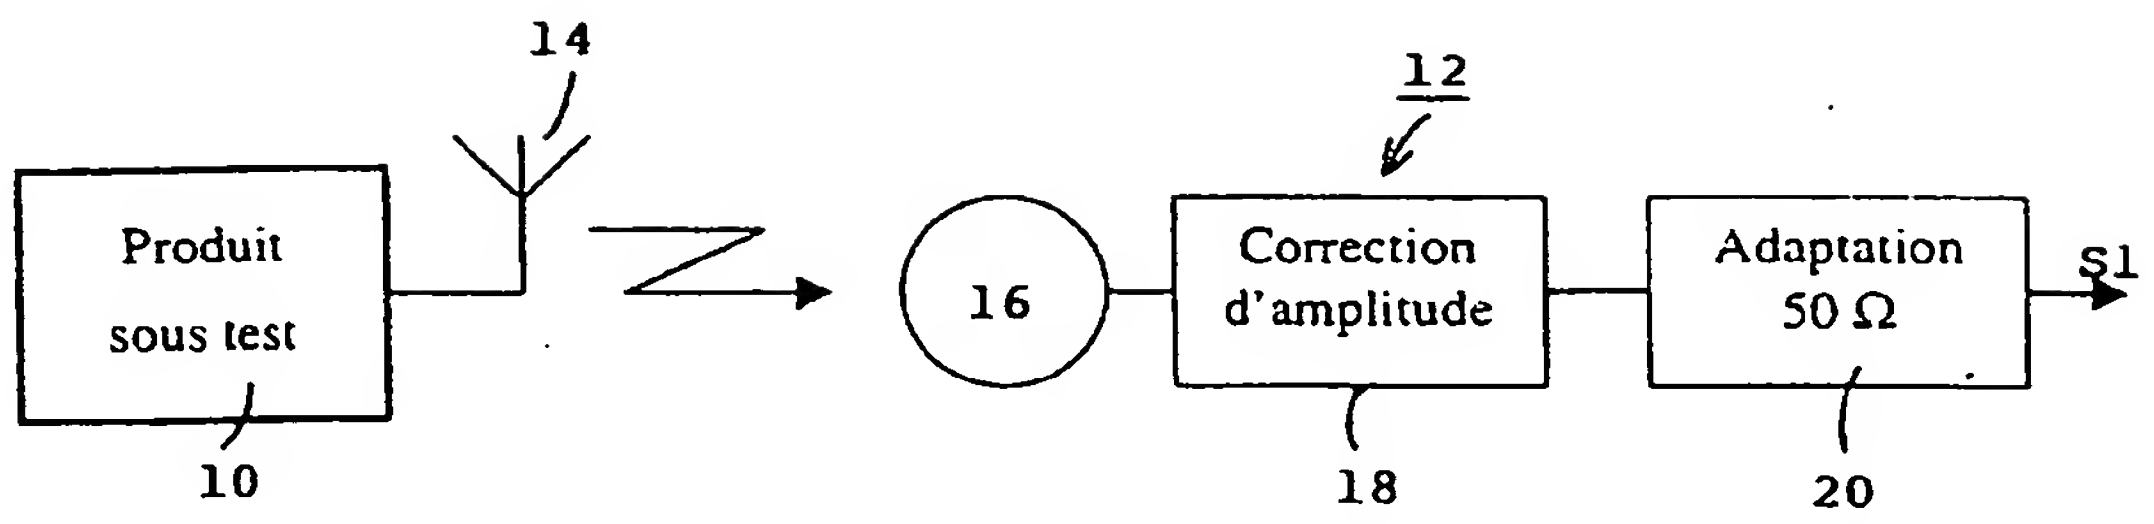 14
12
Produit
sous test
16
Correction
d'amplitude
Adaptation
50 Ω
S1
10
18
20